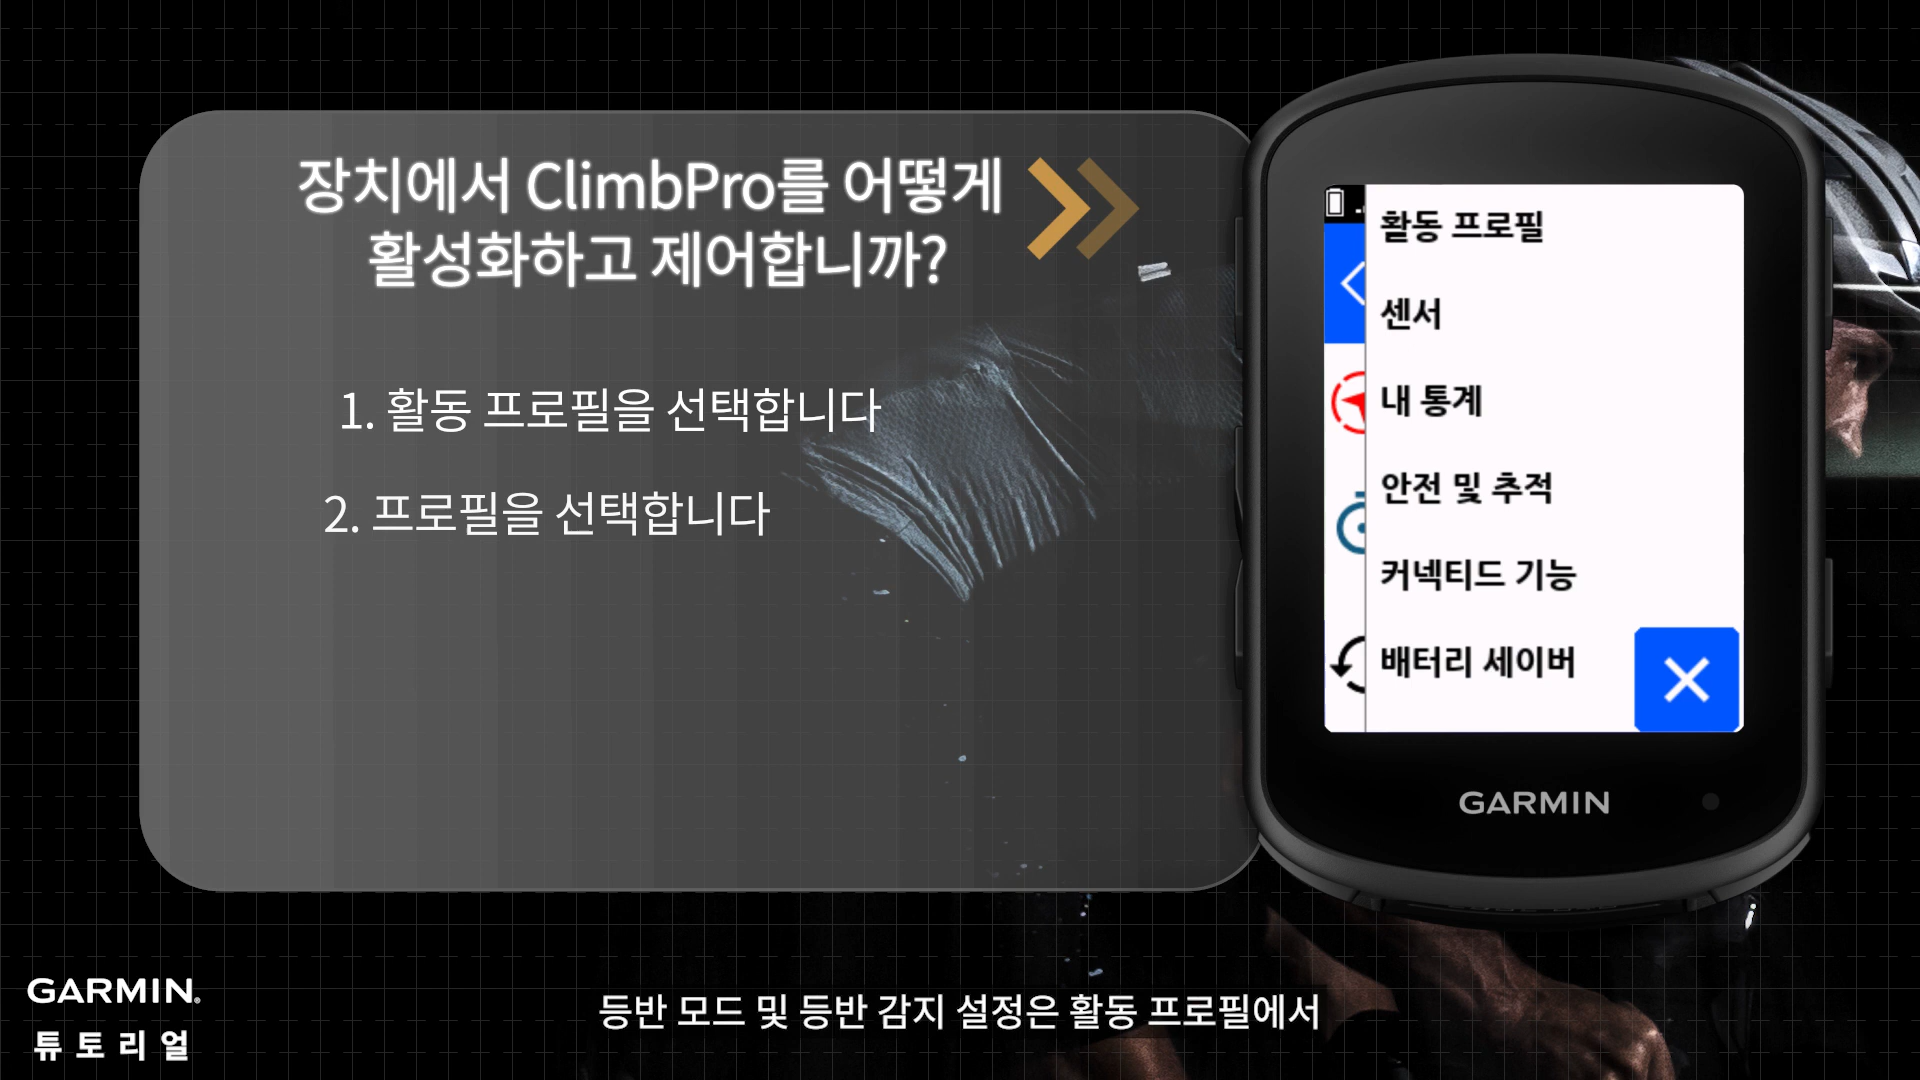 장치에서 ClimbPro를 어떻게
활성화하고 제어합니까?
1. 활동 프로필을 선택합니다
2. 프로필을 선택합니다
활동 프로필
센서
내 통계
안전 및 추적
커넥티드 기능
배터리 세이버
GARMIN
GARMIN®
튜토리얼
등반 모드 및 등반 감지 설정은 활동 프로필에서